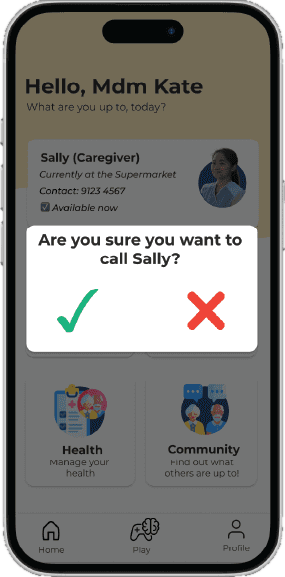 Hello, Mdm Kate
What are you up to, today?
Sally (Caregiver)
Currently at the Supermarket
Contact: 9123 4567
Available now
Are you sure you want to
call Sally?
Health
Manage your
health
Community
Find out what
others are up to!
Home
Play
Profile